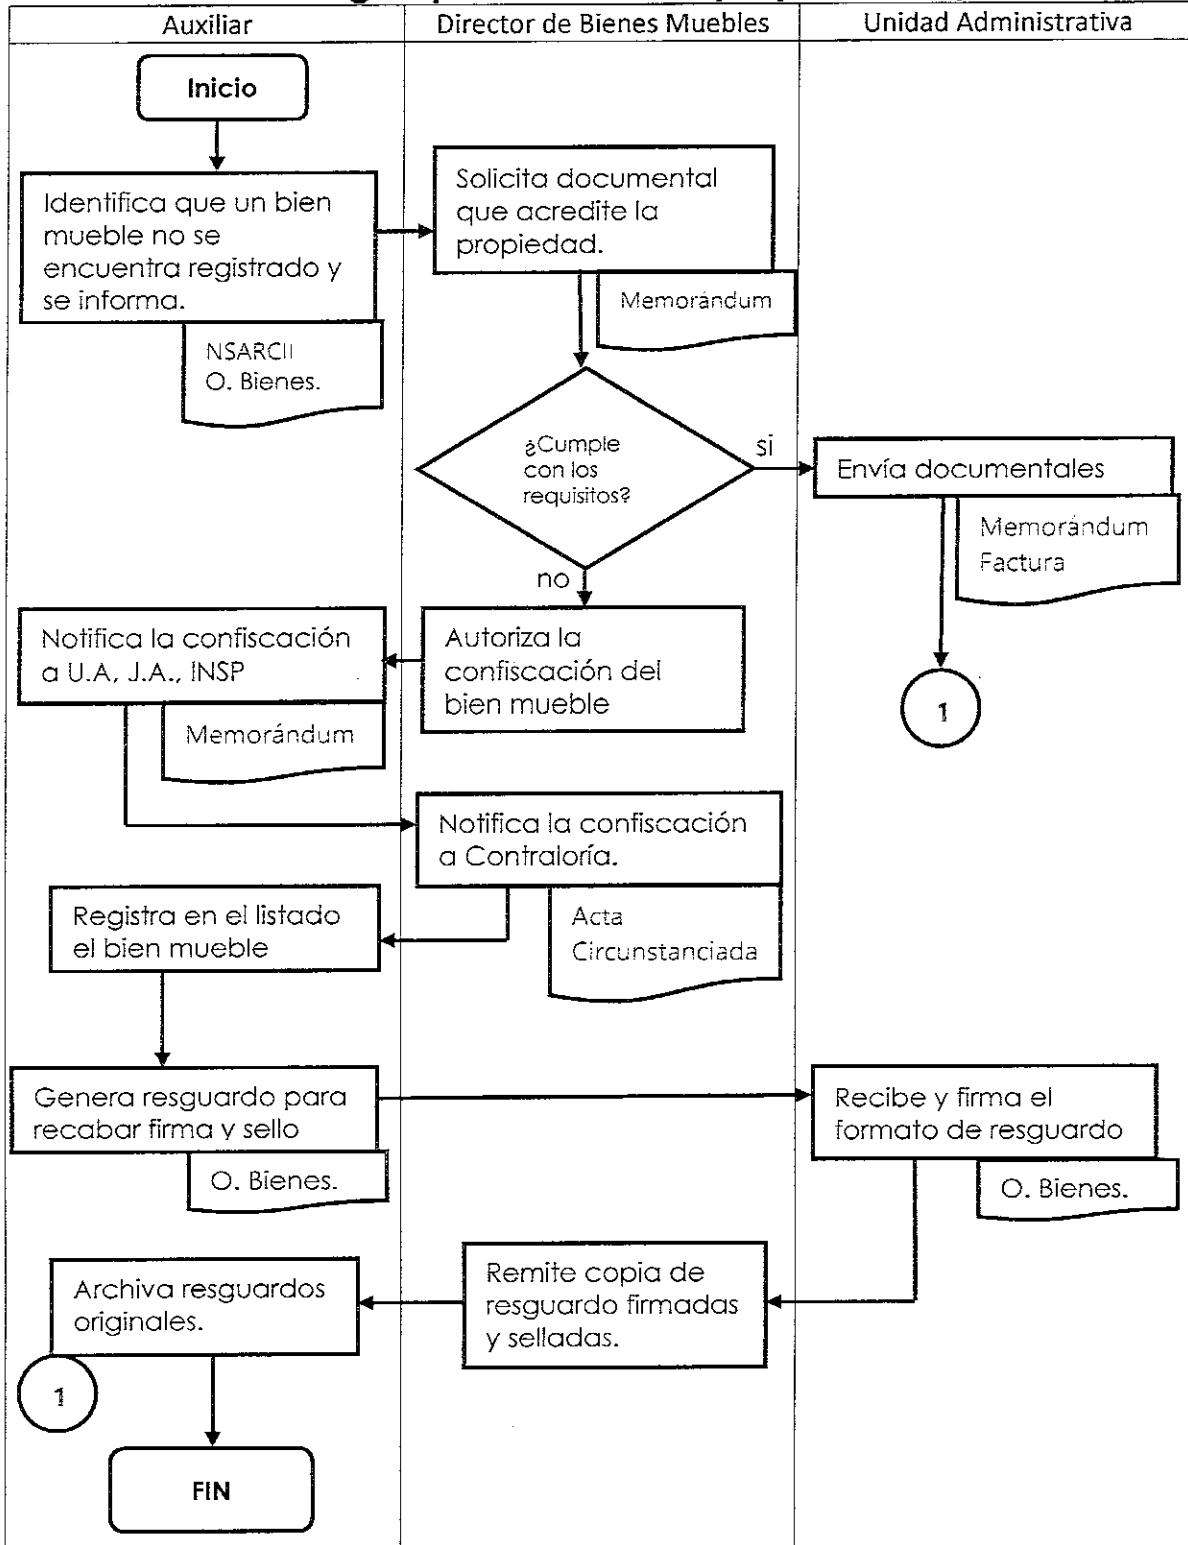 Auxiliar
Director de Bienes Muebles
Unidad Administrativa
Inicio
Identifica que un bien
mueble no se
encuentra registrado y
se informa.
NSARCII
O. Bienes.
Solicita documental
que acredite la
propiedad.
Memorándum
¿Cumple
con los
requisitos?
si
no
Envía documentales
Memorándum
Factura
1
Autoriza la
confiscación del
bien mueble
Notifica la confiscación
a U.A, J.A., INSP
Memorándum
Notifica la confiscación
a Contraloría.
Acta
Circunstanciada
Registra en el listado
el bien mueble
Genera resguardo para
recabar firma y sello
O. Bienes.
Recibe y firma el
formato de resguardo
O. Bienes.
Remite copia de
resguardo firmadas
y selladas.
Archiva resguardos
originales.
1
FIN